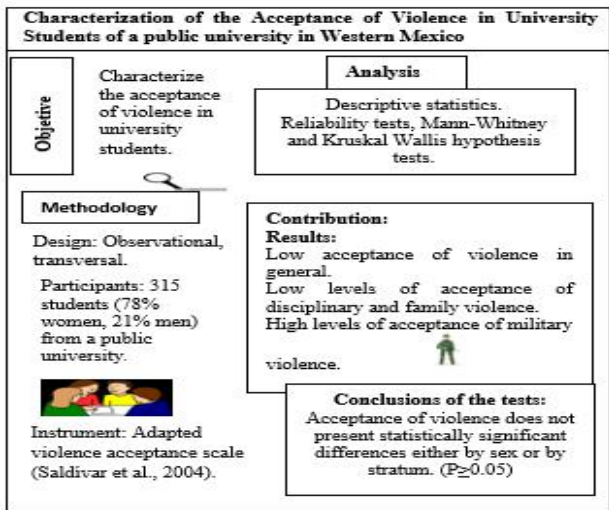 Characterization of the Acceptance of Violence in University
Students of a public university in Western Mexico
Objetive
Characterize
the acceptance
of violence in
university
students.
Analysis
Descriptive statistics.
Reliability tests, Mann-Whitney
and Kruskal Wallis hypothesis
tests.
Methodology
Design: Observational,
transversal.
Participants: 315
students (78%
women, 21% men)
from a public
university.
Instrument: Adapted
violence acceptance scale
(Saldivar et al., 2004).
Contribution:
Results:
Low acceptance of violence in
general.
Low levels of acceptance of
disciplinary and family violence.
High levels of acceptance of military
violence.
Conclusions of the tests:
Acceptance of violence does not
present statistically significant
differences either by sex or by
stratum. (P≥0.05)